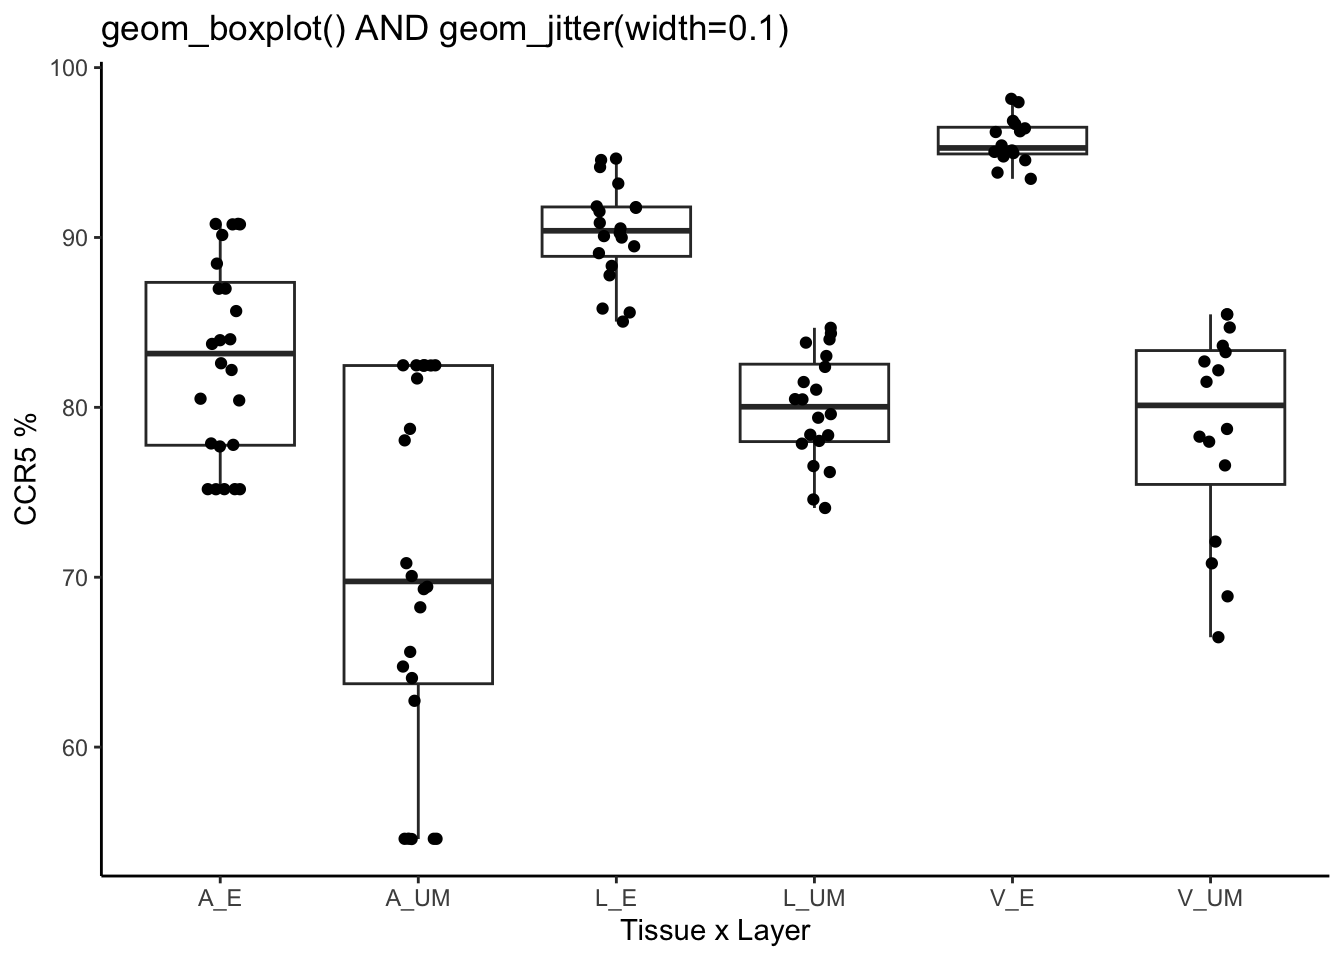 geom_boxplot() AND geom_jitter(width=0.1)
100
90
80
70
60
CCR5 %
A_E A_UM L_E L_UM V_E V_UM
Tissue x Layer